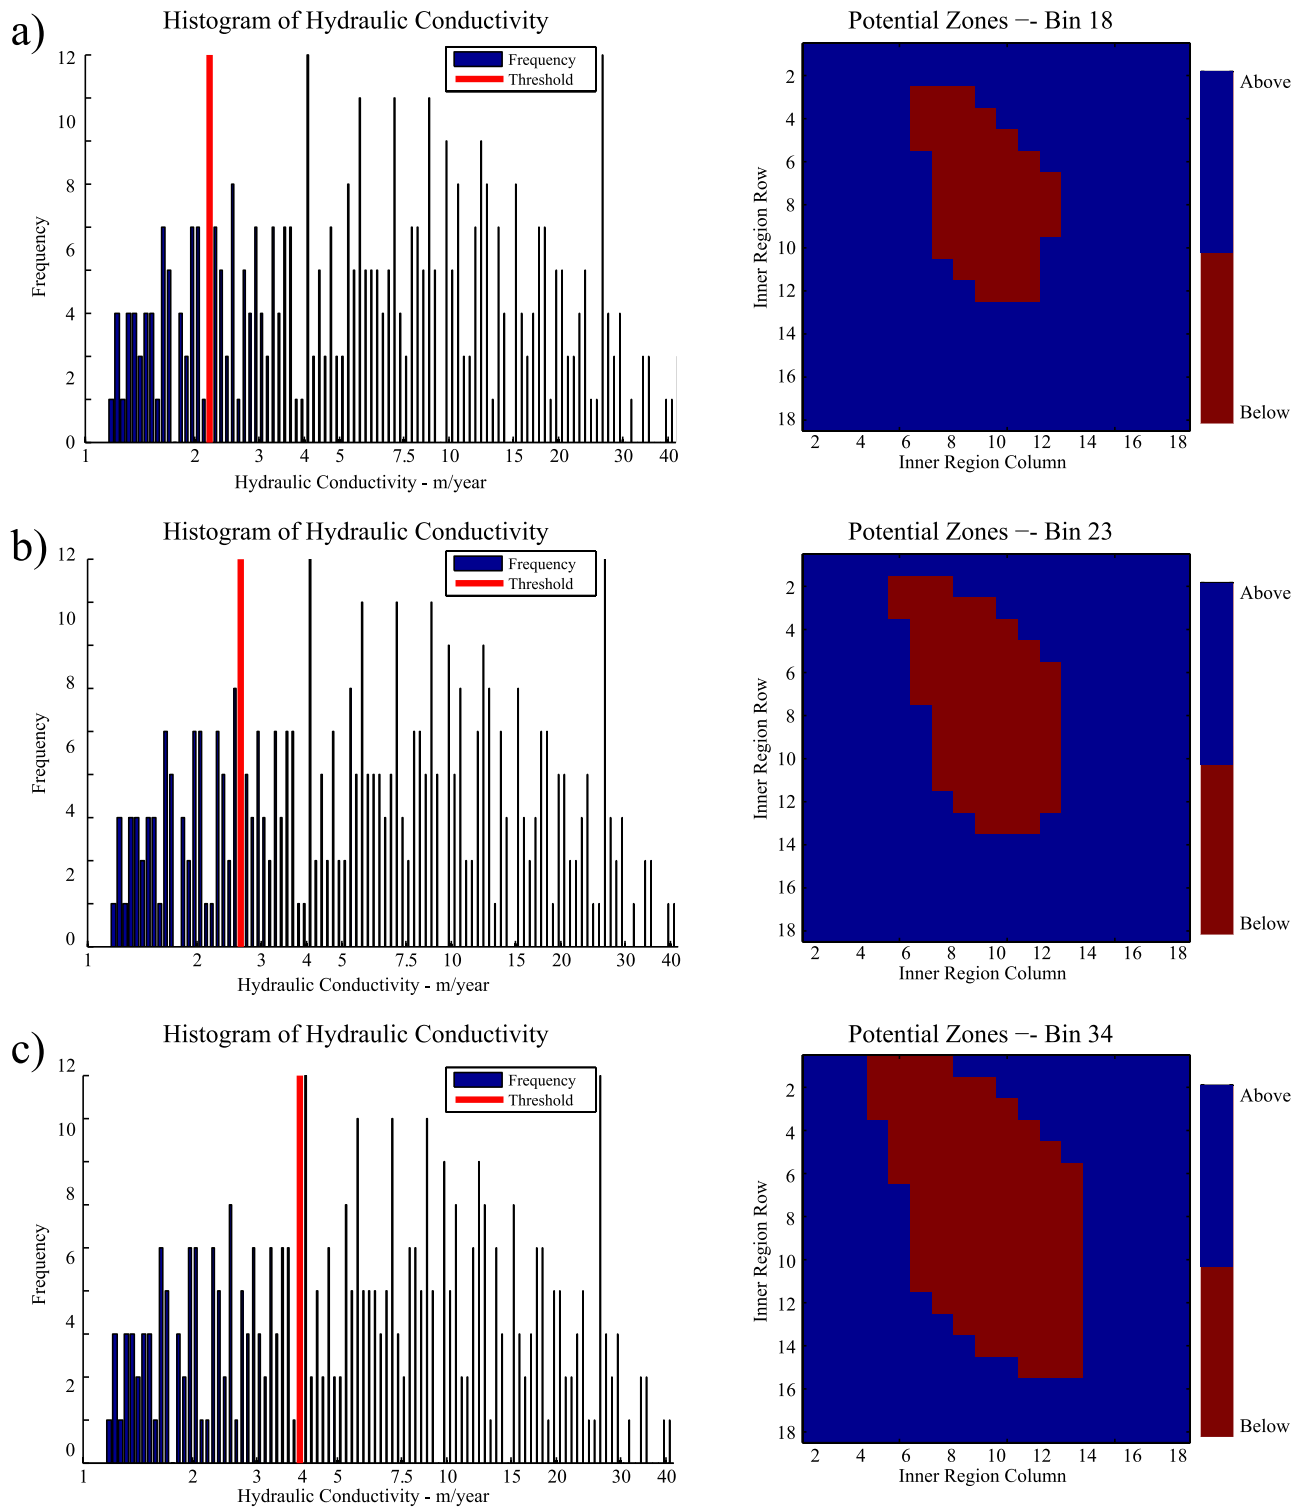 a)
Histogram of Hydraulic Conductivity
12
10
8
6
4
2
0
Frequency
Frequency
Threshold
1 2 3 4 5 7.5 10 15 20 30 40
Hydraulic Conductivity - m/year
Potential Zones −- Bin 18
2
4
6
8
10
12
14
16
18
Inner Region Row
2 4 6 8 10 12 14 16 18
Inner Region Column
Above
Below
b)
Histogram of Hydraulic Conductivity
12
10
8
6
4
2
0
Frequency
Frequency
Threshold
1 2 3 4 5 7.5 10 15 20 30 40
Hydraulic Conductivity - m/year
Potential Zones −- Bin 23
2
4
6
8
10
12
14
16
18
Inner Region Row
2 4 6 8 10 12 14 16 18
Inner Region Column
Above
Below
c)
Histogram of Hydraulic Conductivity
12
10
8
6
4
2
0
Frequency
Frequency
Threshold
1 2 3 4 5 7.5 10 15 20 30 40
Hydraulic Conductivity - m/year
Potential Zones −- Bin 34
2
4
6
8
10
12
14
16
18
Inner Region Row
2 4 6 8 10 12 14 16 18
Inner Region Column
Above
Below